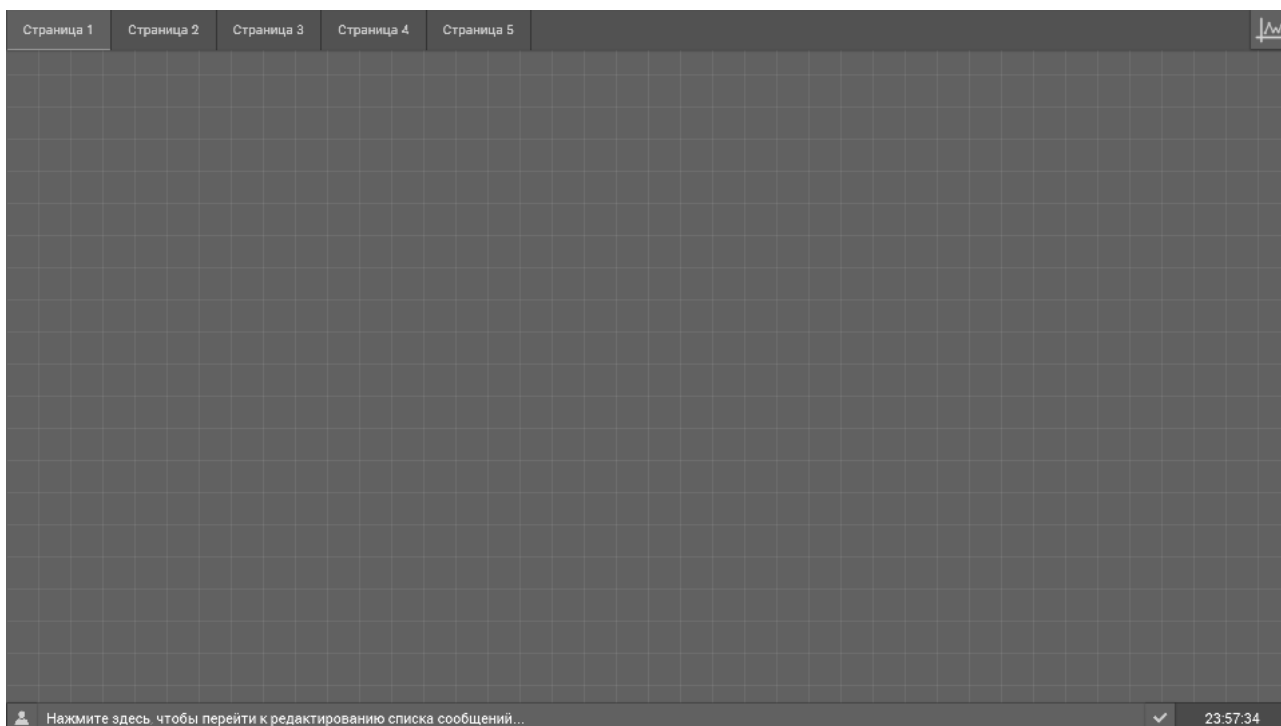 Страница 1 Страница 2 Страница 3 Страница 4 Страница 5
Нажмите здесь, чтобы перейти к редактированию списка сообщений... 23:57:34